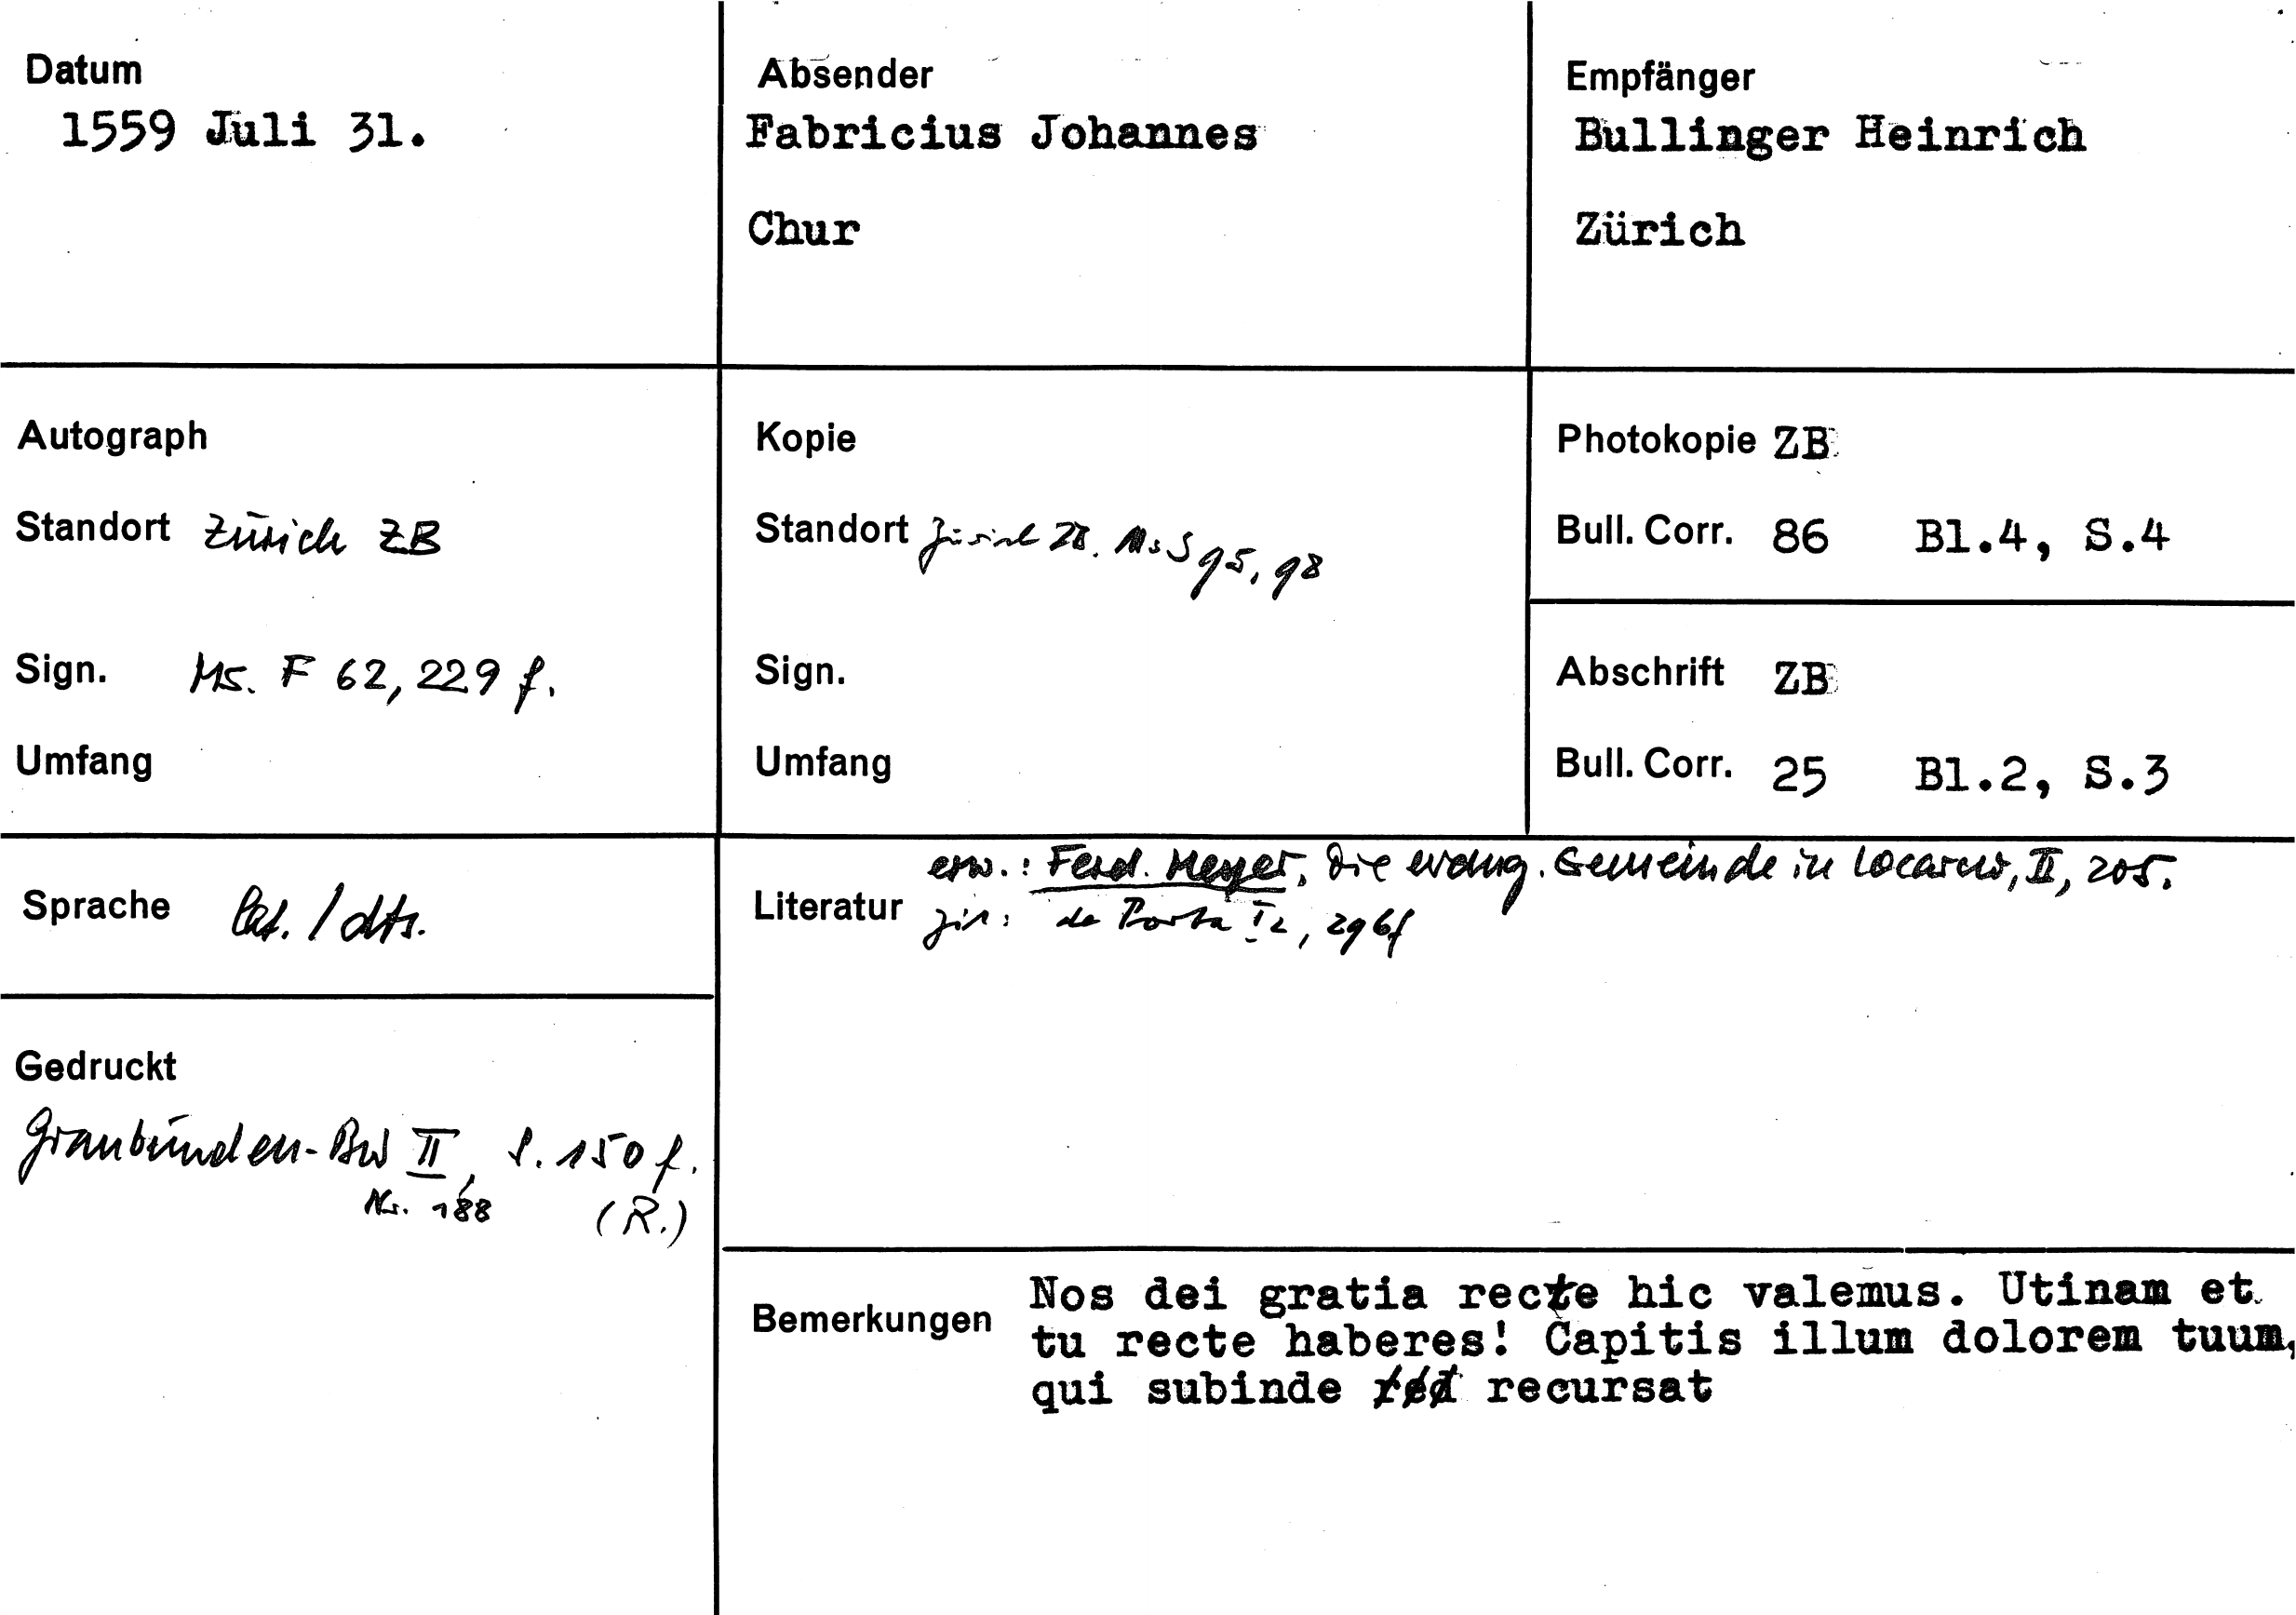 Datum
1559 Juli 31.
Absender
Fabricius Johannes
Chur
Empfänger
Bullinger Heinrich
Zürich
Autograph
Standort Zürich ZB
Sign. Ms. F 62, 229 f.
Umfang
Kopie
Standort Zürich ZB. Ms S 95, 98
Sign.
Umfang
Photokopie ZB
Bull. Corr. 86 Bl.4, S.4
Abschrift ZB
Bull. Corr. 25 Bl.2, S.3
Sprache lat. / dts.
Literatur erw.: Ferd. Meyer, Die evang. Gemeinde in Locarno, II, 205.
zit: de Porta I2, 296f
Gedruckt
Graubünden-BW II, S. 150 f.
Nr. 188 (R.)
Bemerkungen Nos dei gratia recte hic valemus. Utinam et
tu recte haberes! Capitis illum dolorem tuum,
qui subinde recursat